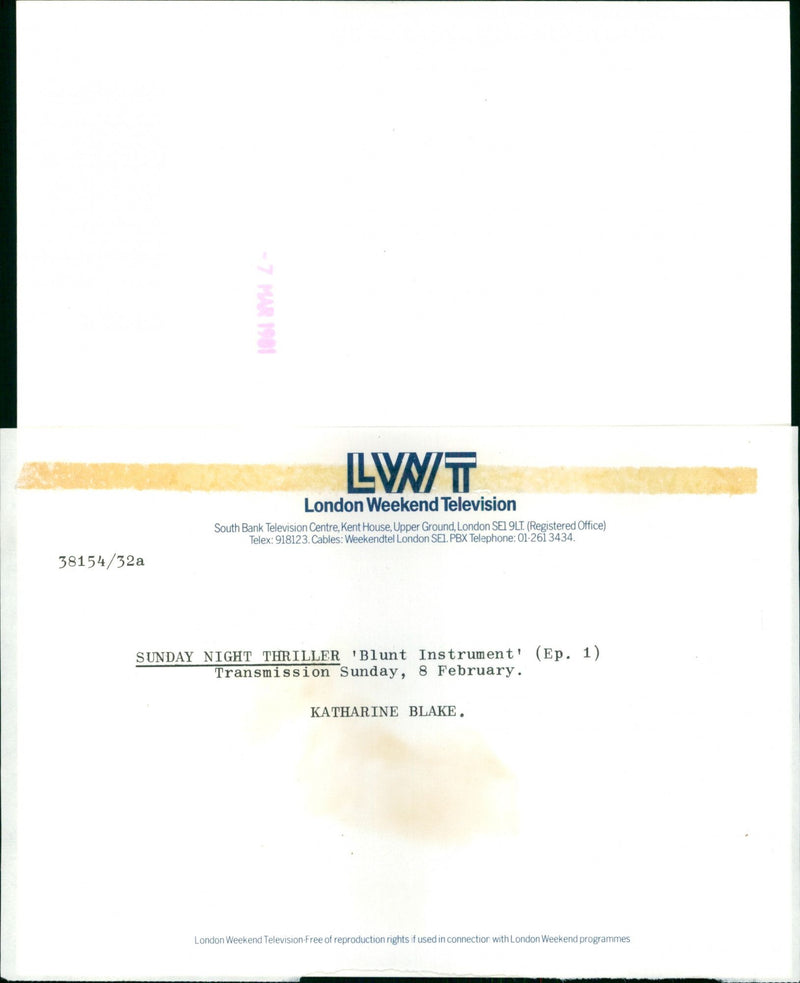 - 7 MAR 1981
LWT
London Weekend Television
South Bank Television Centre, Kent House, Upper Ground, London SE1 9LT. (Registered Office)
Telex: 918123. Cables: Weekendtel London SE1. PBX Telephone: 01-261 3434.
38154/32a
SUNDAY NIGHT THRILLER 'Blunt Instrument' (Ep. 1)
Transmission Sunday, 8 February.
KATHARINE BLAKE.
London Weekend Television-Free of reproduction rights if used in connection with London Weekend programmes